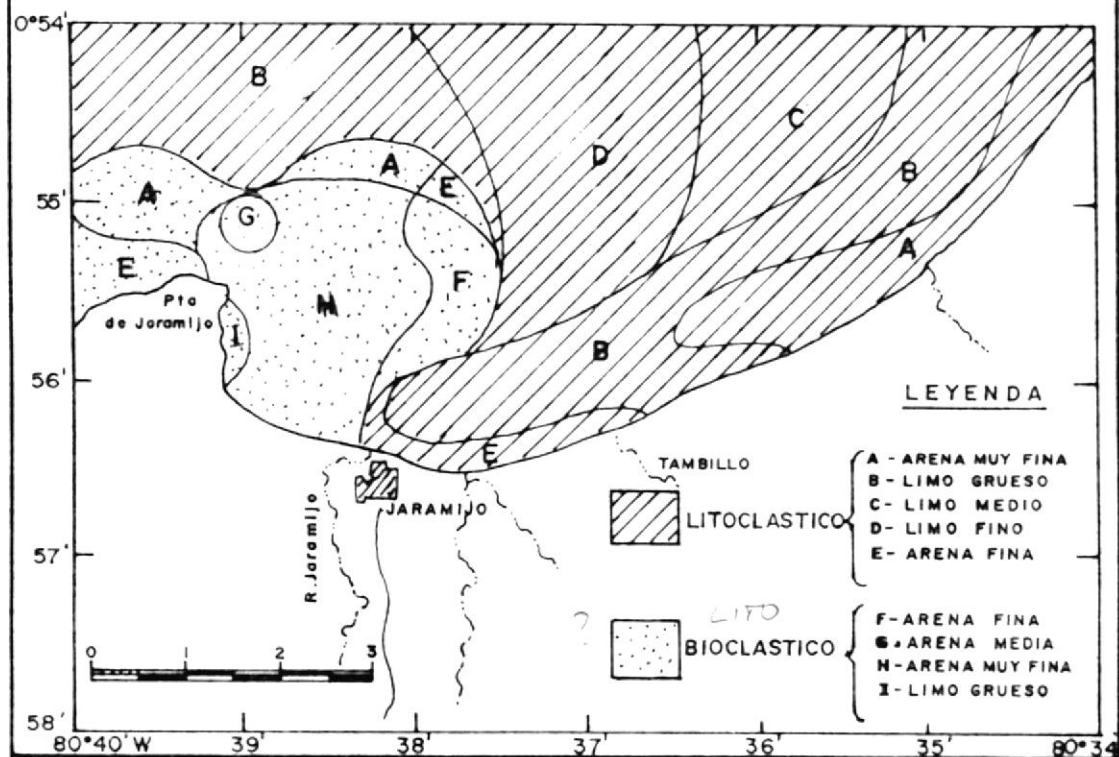 0°54'
B
C
D
A
E
B
A
55'
G
A
E
F
H
Pta
de Jaramijo
I
B
56'
LEYENDA
E
TAMBILLO
JARAMIJO
R. Jaramijo
LITOCLASTICO
A - ARENA MUY FINA
B - LIMO GRUESO
C - LIMO MEDIO
D - LIMO FINO
E - ARENA FINA
57'
? LITO
BIOCLASTICO
F - ARENA FINA
G. ARENA MEDIA
H - ARENA MUY FINA
I - LIMO GRUESO
0 1 2 3
58'
80°40'W 39' 38' 37' 36' 35' 80°34